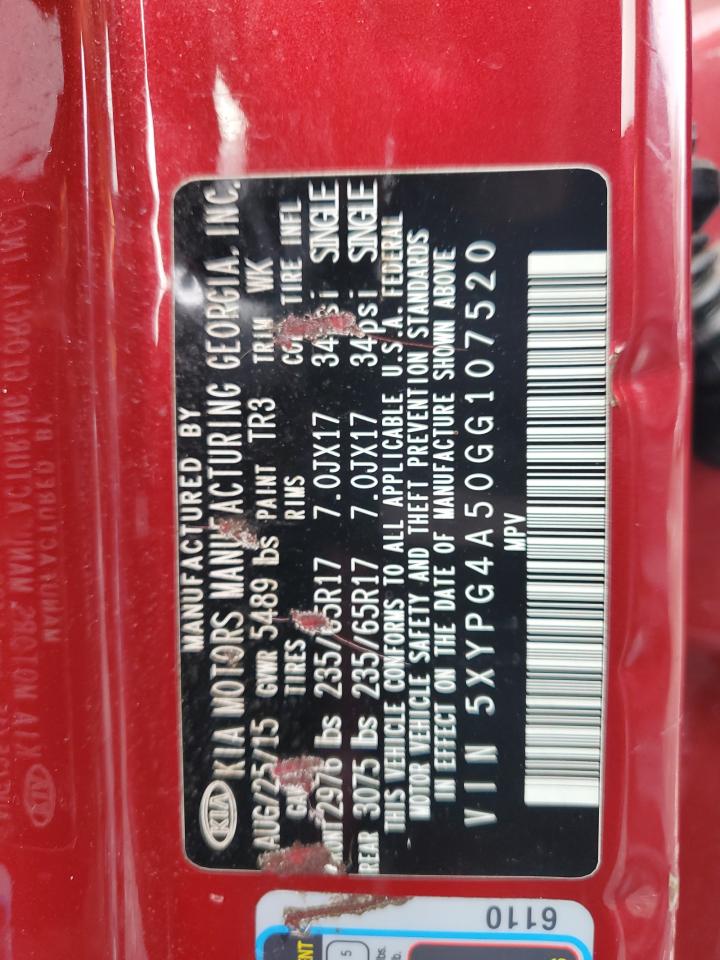 MANUFACTURED BY
KIA KIA MOTORS MANUFACTURING GEORGIA, INC.
AUG/25/15 GWR 5489 lbs PAINT TR3 TRIM WK
TIRES RIMS TIRE INFL
2976 lbs 235/65R17 7.0JX17 34psi SINGLE
REAR 3075 lbs 235/65R17 7.0JX17 34psi SINGLE
THIS VEHICLE CONFORMS TO ALL APPLICABLE U.S.A. FEDERAL
MOTOR VEHICLE SAFETY AND THEFT PREVENTION STANDARDS
IN EFFECT ON THE DATE OF MANUFACTURE SHOWN ABOVE
VIN 5XYPG4A50GG107520
MPV
6110
5